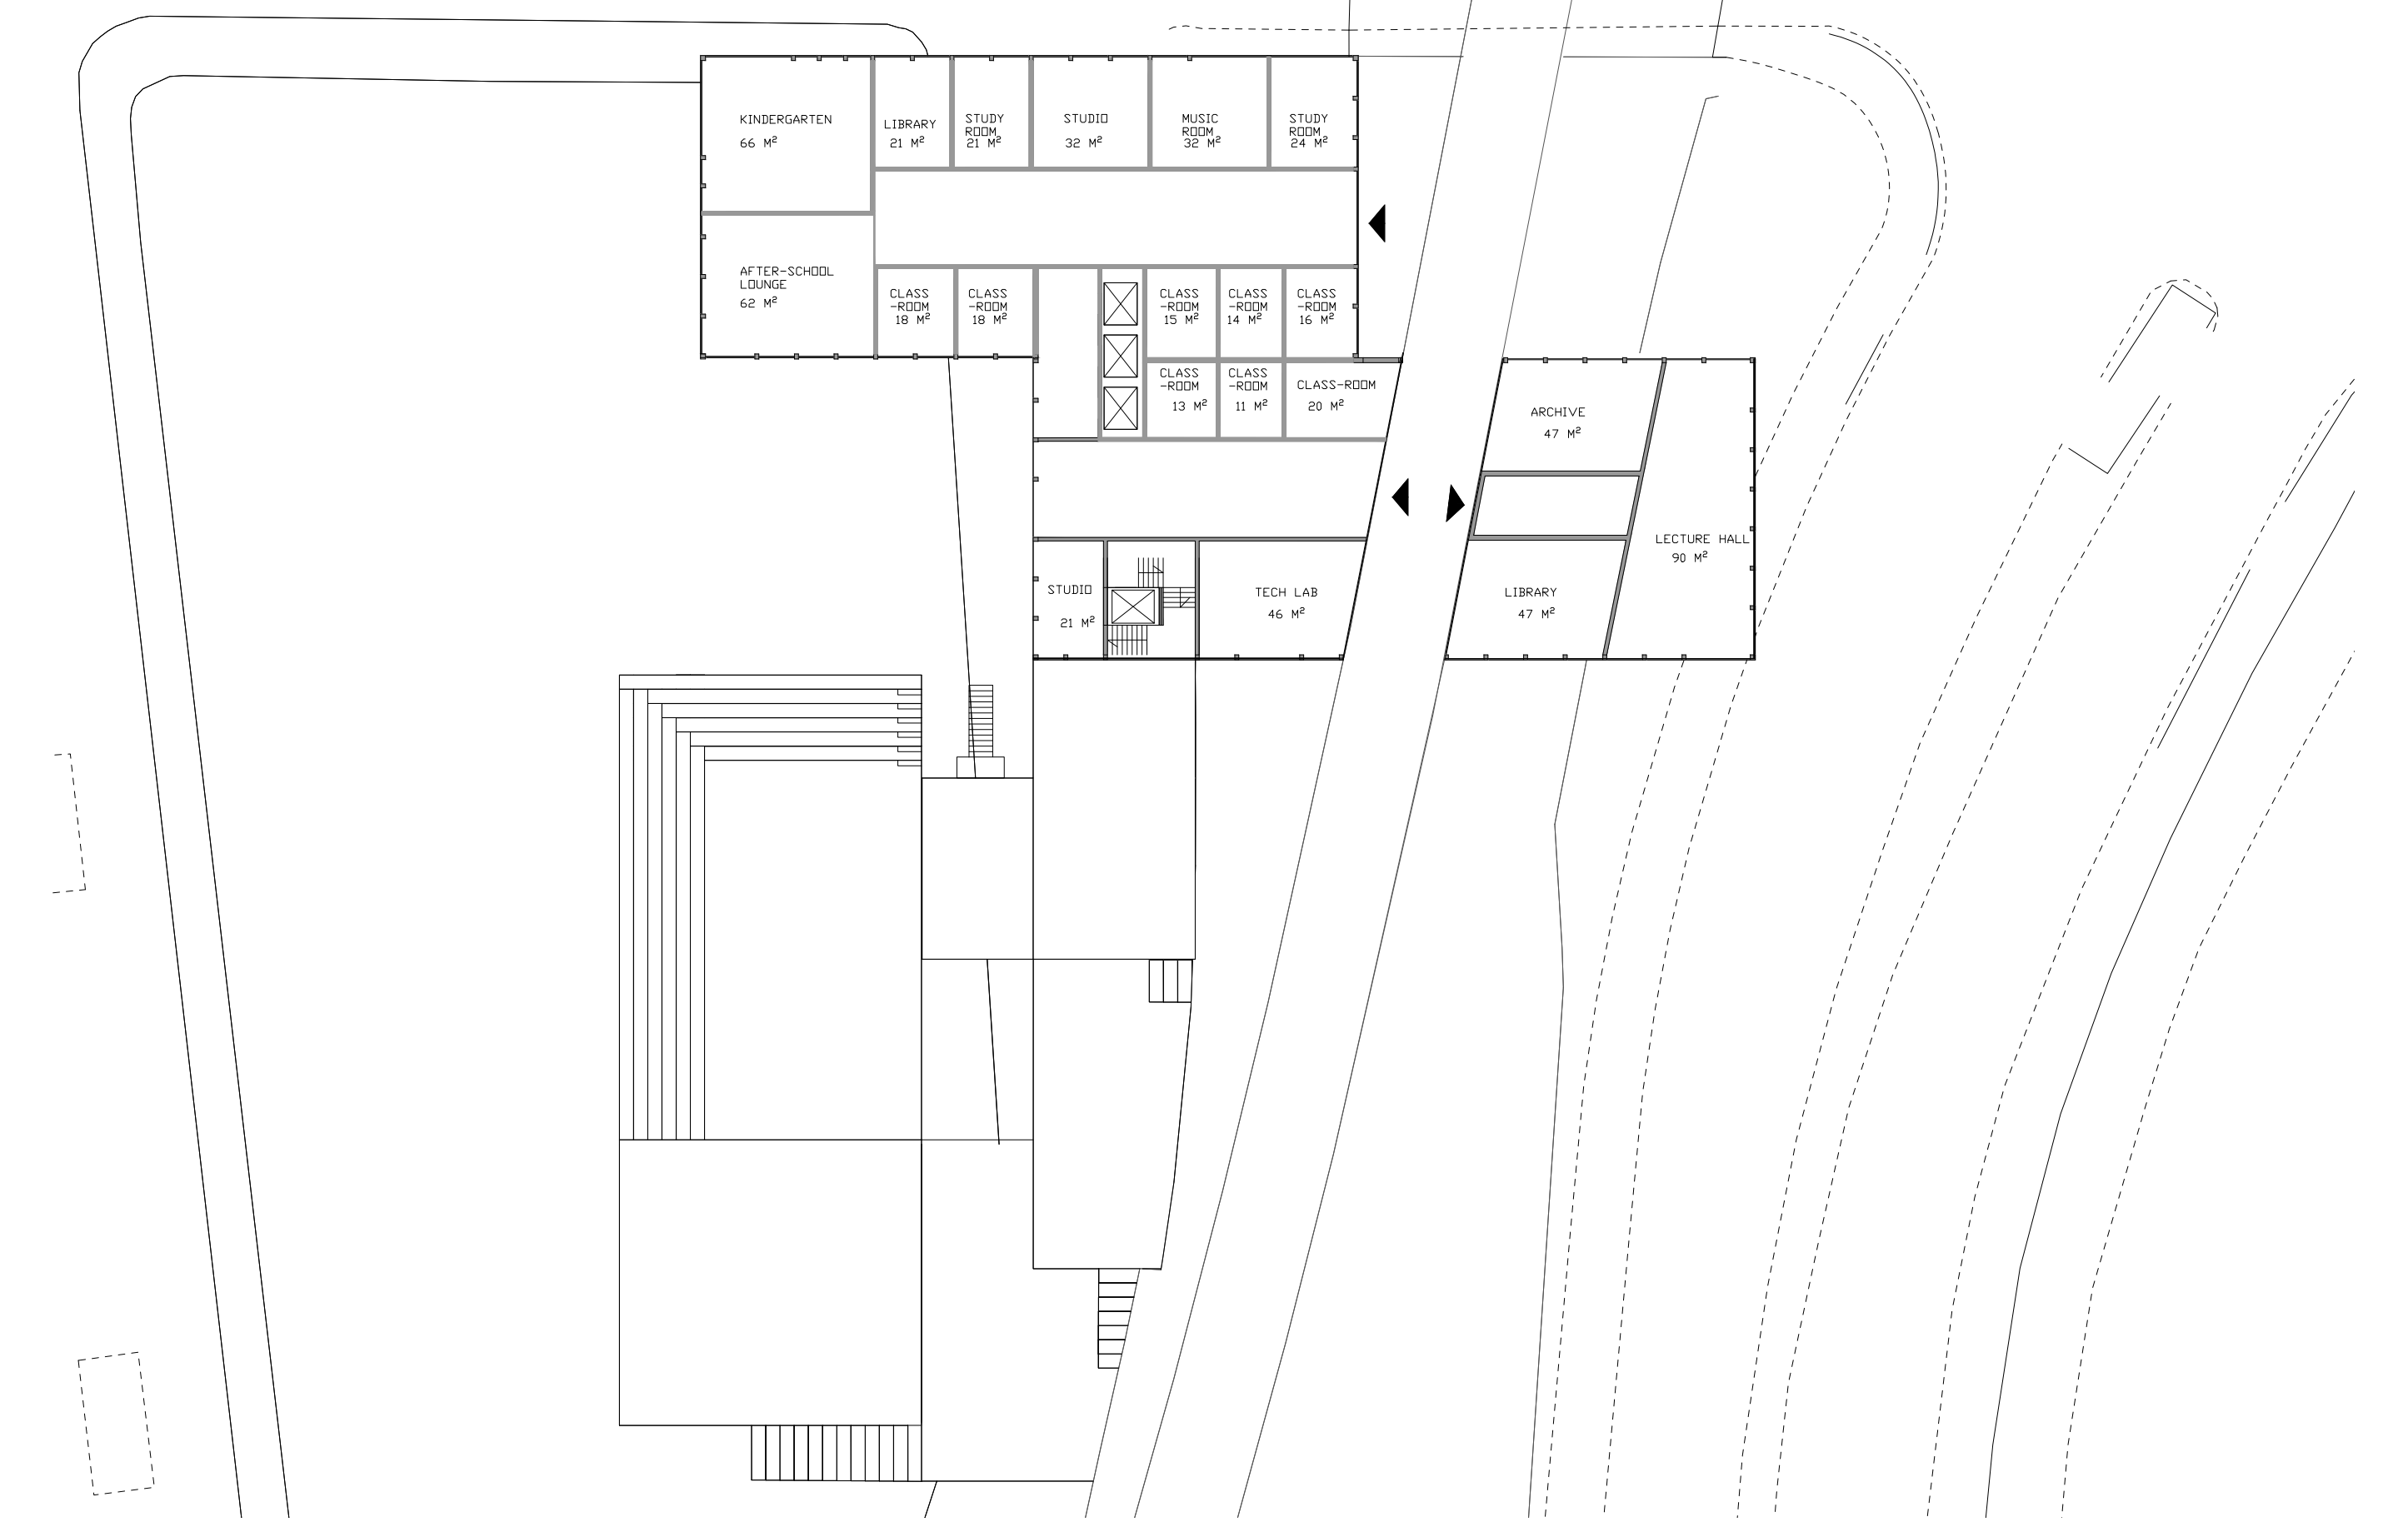 KINDERGARTEN
66 M²
LIBRARY
21 M²
STUDY
ROOM
21 M²
STUDIO
32 M²
MUSIC
ROOM
32 M²
STUDY
ROOM
24 M²
AFTER-SCHOOL
LOUNGE
62 M²
CLASS
-ROOM
18 M²
CLASS
-ROOM
18 M²
CLASS
-ROOM
15 M²
CLASS
-ROOM
14 M²
CLASS
-ROOM
16 M²
CLASS
-ROOM
13 M²
CLASS
-ROOM
11 M²
CLASS-ROOM
20 M²
ARCHIVE
47 M²
LECTURE HALL
90 M²
STUDIO
21 M²
TECH LAB
46 M²
LIBRARY
47 M²